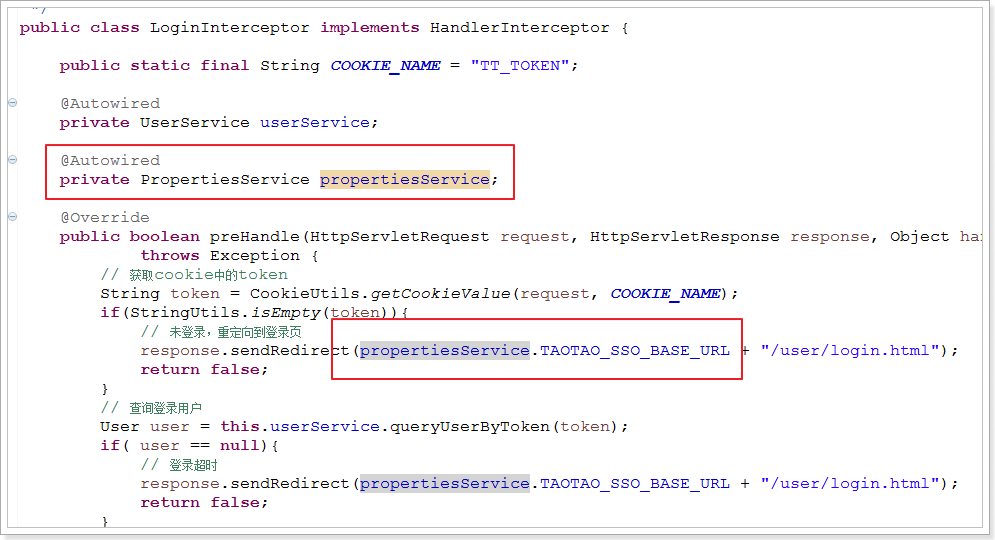 */
public class LoginInterceptor implements HandlerInterceptor {
public static final String COOKIE_NAME = "TT_TOKEN";
@Autowired
private UserService userService;
@Autowired
private PropertiesService propertiesService;
@Override
public boolean preHandle(HttpServletRequest request, HttpServletResponse response, Object han
throws Exception {
// 获取cookie中的token
String token = CookieUtils.getCookieValue(request, COOKIE_NAME);
if(StringUtils.isEmpty(token)){
// 未登录，重定向到登录页
response.sendRedirect(propertiesService.TAOTAO_SSO_BASE_URL + "/user/login.html");
return false;
}
// 查询登录用户
User user = this.userService.queryUserByToken(token);
if( user == null){
// 登录超时
response.sendRedirect(propertiesService.TAOTAO_SSO_BASE_URL + "/user/login.html");
return false;
}